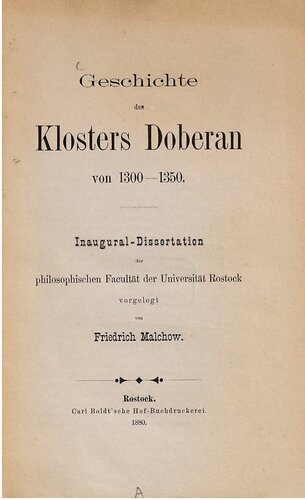 Geschichte
des
Klosters Doberan
von 1300—1350.
Inaugural-Dissertation
der
philosophischen Facultät der Universität Rostock
vorgelegt
von
Friedrich Malchow.
Rostock.
Carl Boldt'sche Hof-Buchdruckerei.
1880.
A